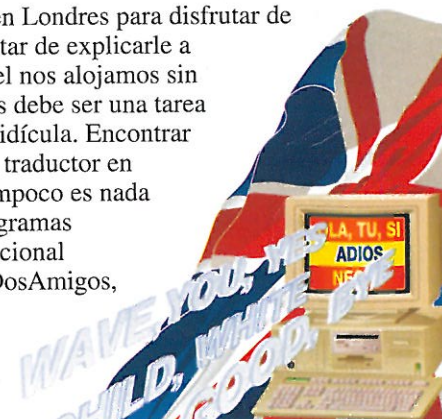 en Londres para disfrutar de
tar de explicarle a
el nos alojamos sin
s debe ser una tarea
idícula. Encontrar
traductor en
mpoco es nada
gramas
cional
DosAmigos,
LA, TU, SI
ADIOS
WAVE YOU, YES
HILD, WHITE
GOOD, BYE